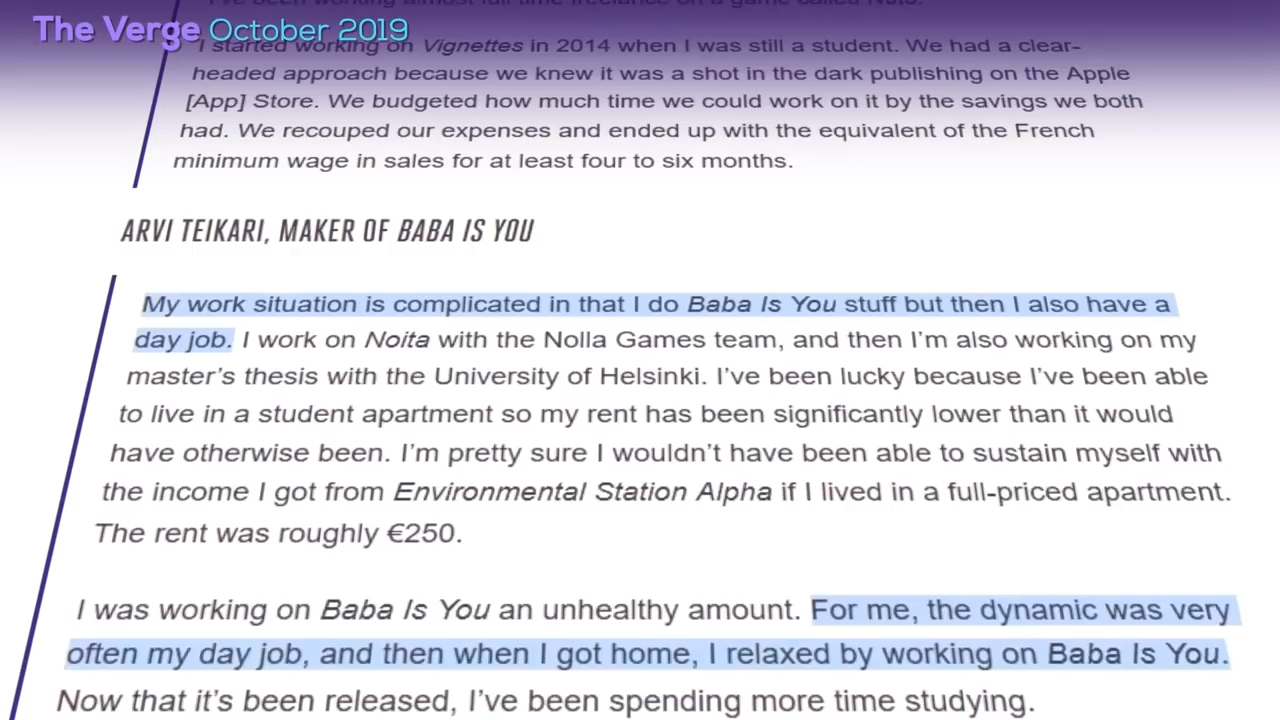 I've been working almost full-time freelance on a game called Nuts.
The Verge October 2019
I started working on Vignettes in 2014 when I was still a student. We had a clear-
headed approach because we knew it was a shot in the dark publishing on the Apple
[App] Store. We budgeted how much time we could work on it by the savings we both
had. We recouped our expenses and ended up with the equivalent of the French
minimum wage in sales for at least four to six months.
ARVI TEIKARI, MAKER OF BABA IS YOU
My work situation is complicated in that I do Baba Is You stuff but then I also have a
day job. I work on Noita with the Nolla Games team, and then I'm also working on my
master's thesis with the University of Helsinki. I've been lucky because I've been able
to live in a student apartment so my rent has been significantly lower than it would
have otherwise been. I'm pretty sure I wouldn't have been able to sustain myself with
the income I got from Environmental Station Alpha if I lived in a full-priced apartment.
The rent was roughly €250.
I was working on Baba Is You an unhealthy amount. For me, the dynamic was very
often my day job, and then when I got home, I relaxed by working on Baba Is You.
Now that it's been released, I've been spending more time studying.